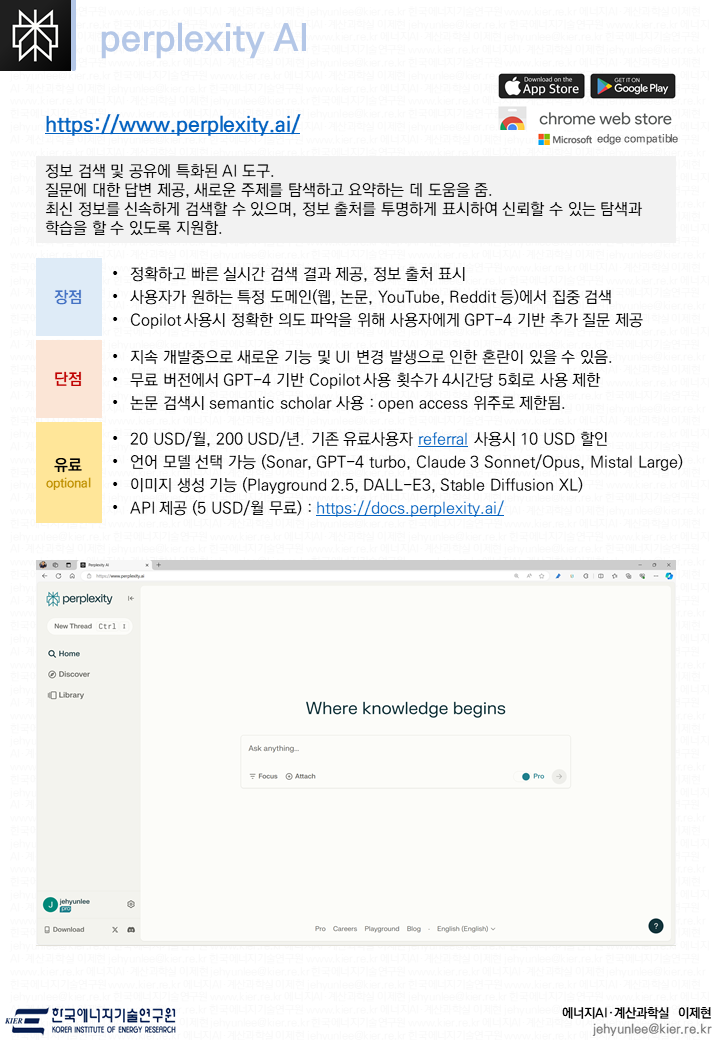 perplexity AI
Download on the
App Store
GET IT ON
Google Play
https://www.perplexity.ai/
chrome web store
Microsoft edge compatible
정보 검색 및 공유에 특화된 AI 도구.
질문에 대한 답변 제공, 새로운 주제를 탐색하고 요약하는 데 도움을 줌.
최신 정보를 신속하게 검색할 수 있으며, 정보 출처를 투명하게 표시하여 신뢰할 수 있는 탐색과
학습을 할 수 있도록 지원함.
장점
• 정확하고 빠른 실시간 검색 결과 제공, 정보 출처 표시
• 사용자가 원하는 특정 도메인(웹, 논문, YouTube, Reddit 등)에서 집중 검색
• Copilot 사용시 정확한 의도 파악을 위해 사용자에게 GPT-4 기반 추가 질문 제공
단점
• 지속 개발중으로 새로운 기능 및 UI 변경 발생으로 인한 혼란이 있을 수 있음.
• 무료 버전에서 GPT-4 기반 Copilot 사용 횟수가 4시간당 5회로 사용 제한
• 논문 검색시 semantic scholar 사용 : open access 위주로 제한됨.
유료
optional
• 20 USD/월, 200 USD/년. 기존 유료사용자 referral 사용시 10 USD 할인
• 언어 모델 선택 가능 (Sonar, GPT-4 turbo, Claude 3 Sonnet/Opus, Mistal Large)
• 이미지 생성 기능 (Playground 2.5, DALL-E3, Stable Diffusion XL)
• API 제공 (5 USD/월 무료) : https://docs.perplexity.ai/
Perplexity AI
https://www.perplexity.ai
perplexity
New Thread Ctrl I
Home
Discover
Library
Where knowledge begins
Ask anything...
Focus Attach Pro
J jehyunlee
pro
Download
Pro Careers Playground Blog · English (English)
?
KIER 한국에너지기술연구원
KOREA INSTITUTE OF ENERGY RESEARCH
에너지AI·계산과학실 이제현
jehyunlee@kier.re.kr